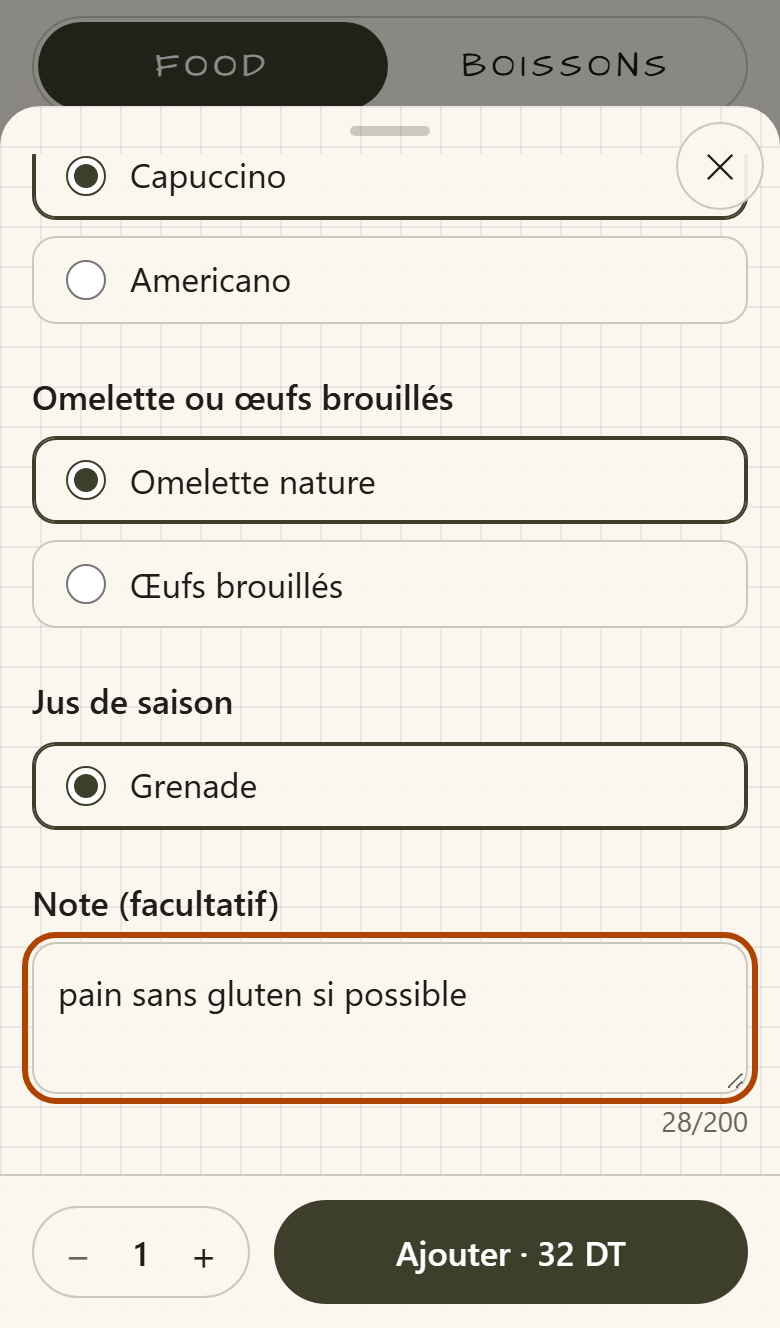 FOOD
BOISSONS
Capuccino
Americano
Omelette ou œufs brouillés
Omelette nature
Œufs brouillés
Jus de saison
Grenade
Note (facultatif)
pain sans gluten si possible
28/200
− 1 +
Ajouter · 32 DT